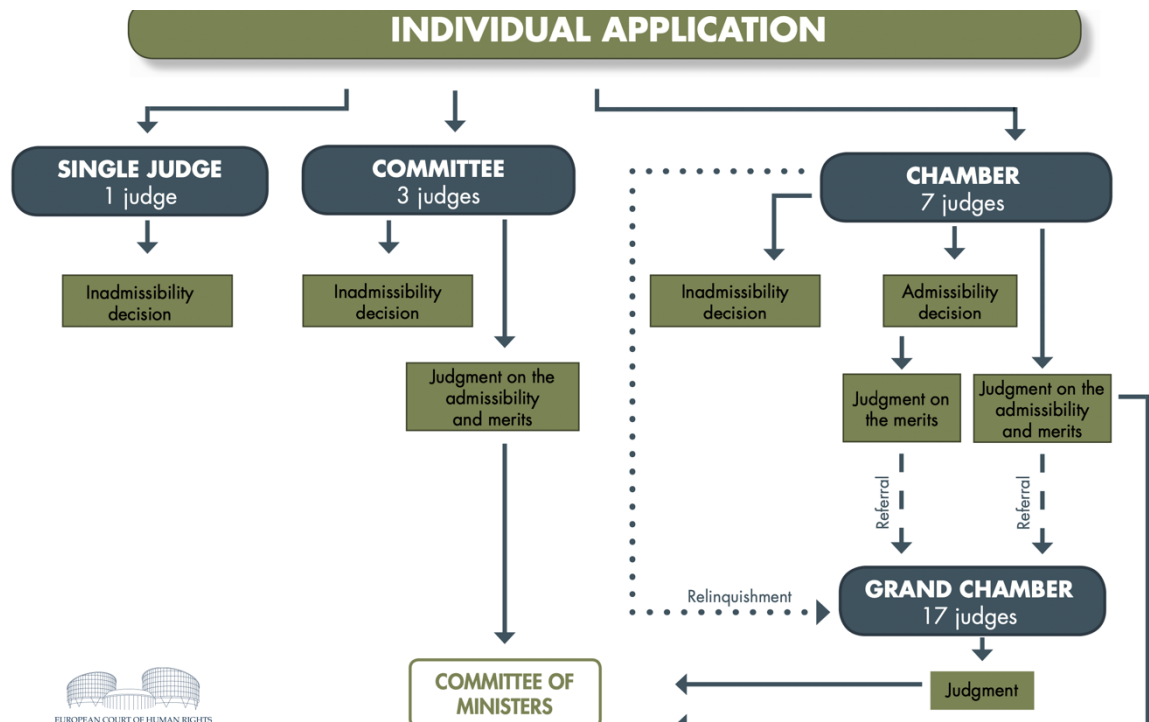 INDIVIDUAL APPLICATION
SINGLE JUDGE
1 judge
COMMITTEE
3 judges
CHAMBER
7 judges
Inadmissibility
decision
Inadmissibility
decision
Inadmissibility
decision
Admissibility
decision
Judgment on the
admissibility
and merits
Judgment on
the merits
Judgment on the
admissibility
and merits
Referral
Referral
Relinquishment
GRAND CHAMBER
17 judges
COMMITTEE OF
MINISTERS
Judgment
EUROPEAN COURT OF HUMAN RIGHTS